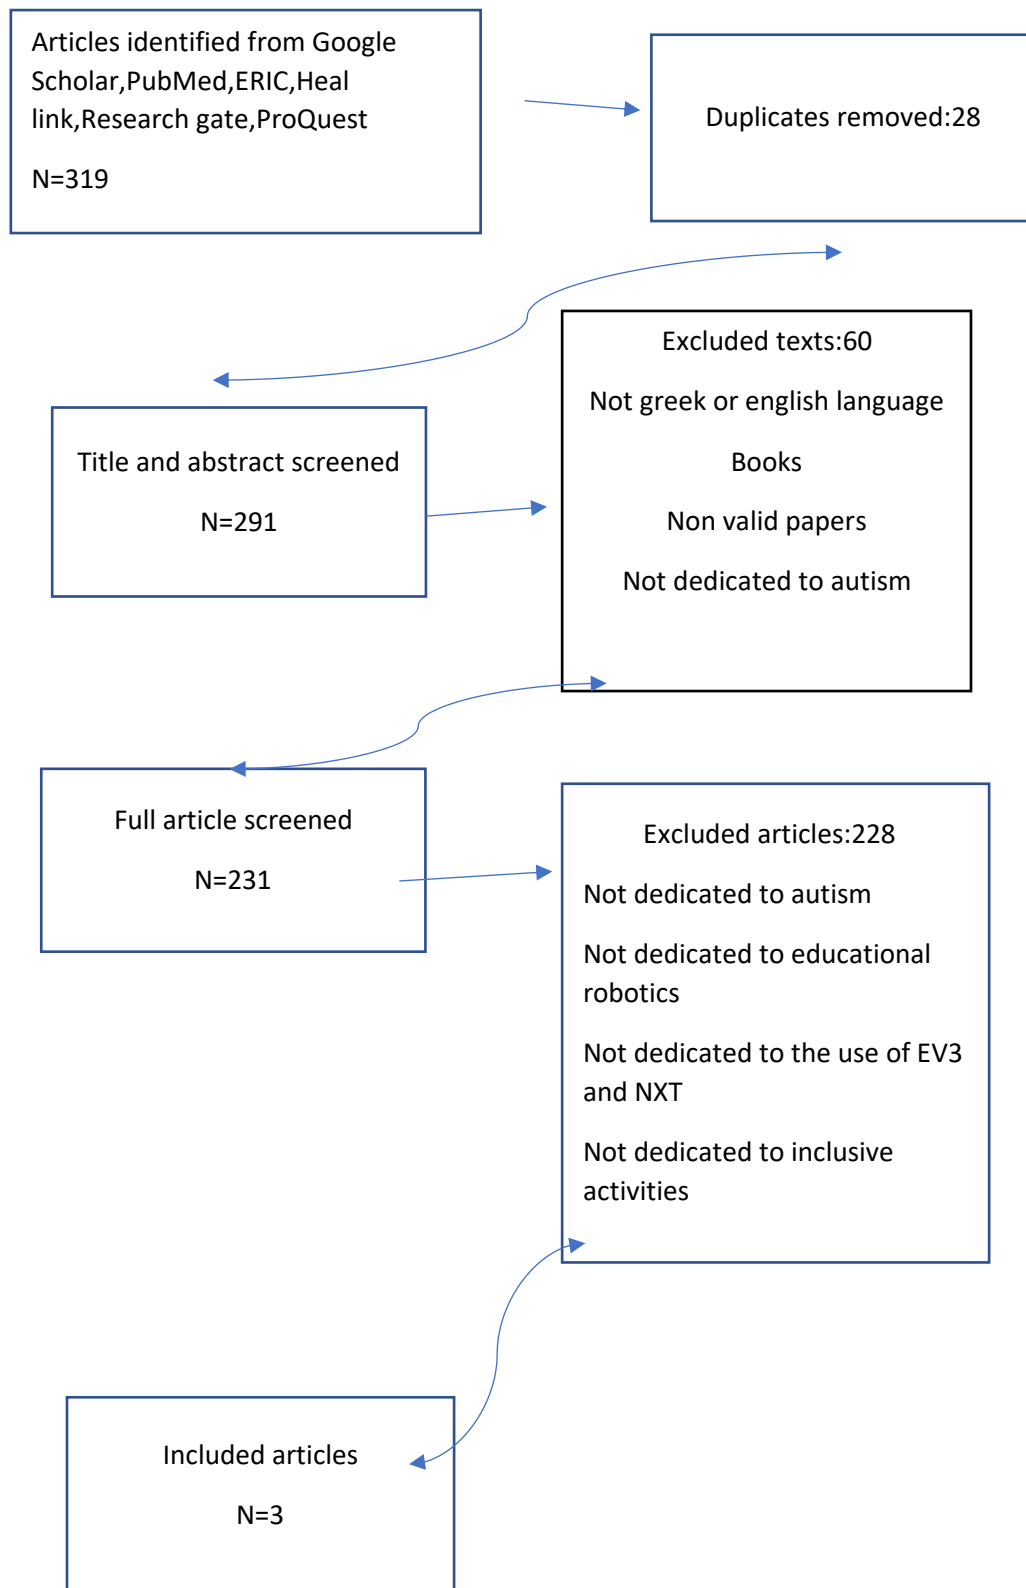 Articles identified from Google
Scholar,PubMed,ERIC,Heal
link,Research gate,ProQuest
N=319
Duplicates removed:28
Title and abstract screened
N=291
Excluded texts:60
Not greek or english language
Books
Non valid papers
Not dedicated to autism
Full article screened
N=231
Excluded articles:228
Not dedicated to autism
Not dedicated to educational
robotics
Not dedicated to the use of EV3
and NXT
Not dedicated to inclusive
activities
Included articles
N=3